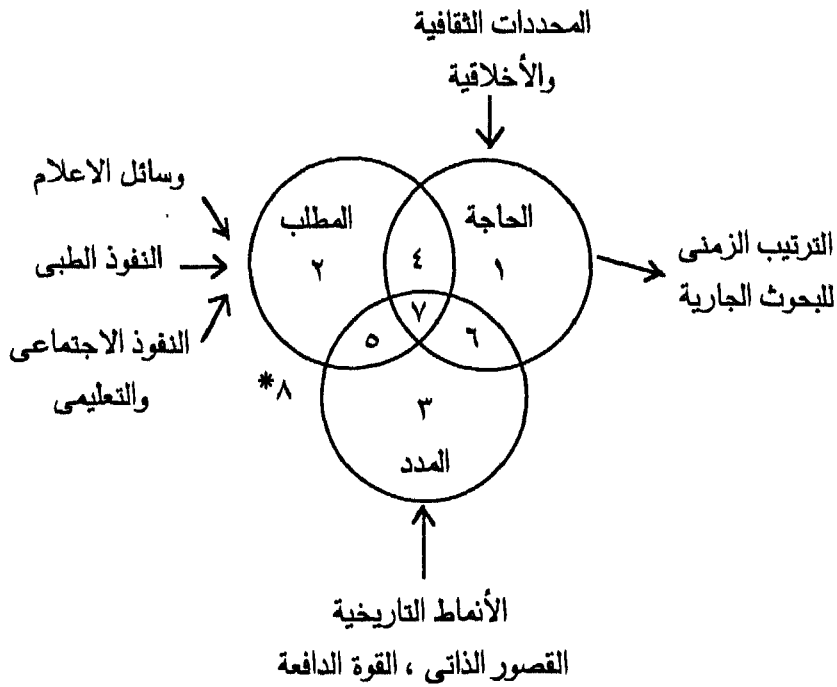 المحددات الثقافية
والأخلاقية
وسائل الاعلام
المطلب
الحاجة
النفوذ الطبى
٢
٤
١
الترتيب الزمنى
للبحوث الجارية
النفوذ الاجتماعى
والتعليمى
٧
٥
٦
*٨
٣
المدد
الأنماط التاريخية
القصور الذاتى ، القوة الدافعة